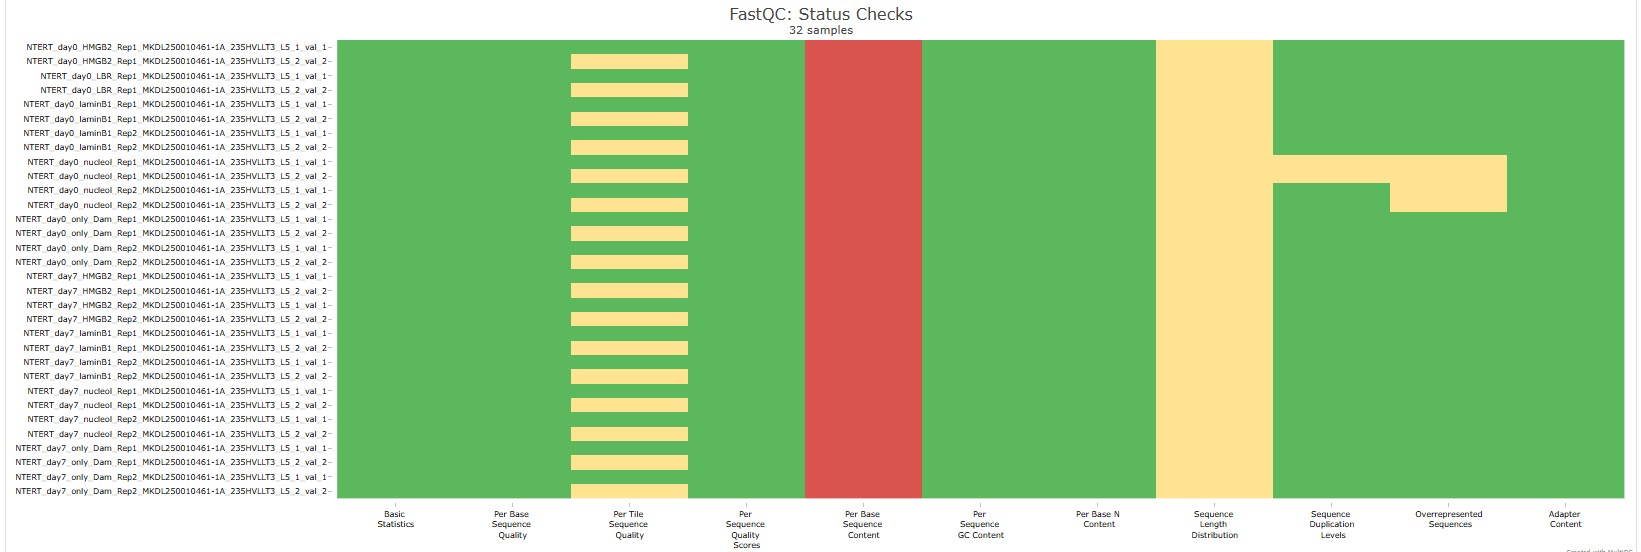 FastQC: Status Checks
32 samples
NTERT_day0_HMGB2_Rep1_MKDL250010461-1A_235HVLLT3_L5_1_val_1
NTERT_day0_HMGB2_Rep1_MKDL250010461-1A_235HVLLT3_L5_2_val_2
NTERT_day0_LBR_Rep1_MKDL250010461-1A_235HVLLT3_L5_1_val_1
NTERT_day0_LBR_Rep1_MKDL250010461-1A_235HVLLT3_L5_2_val_2
NTERT_day0_laminB1_Rep1_MKDL250010461-1A_235HVLLT3_L5_1_val_1
NTERT_day0_laminB1_Rep1_MKDL250010461-1A_235HVLLT3_L5_2_val_2
NTERT_day0_laminB1_Rep2_MKDL250010461-1A_235HVLLT3_L5_1_val_1
NTERT_day0_laminB1_Rep2_MKDL250010461-1A_235HVLLT3_L5_2_val_2
NTERT_day0_nucleol_Rep1_MKDL250010461-1A_235HVLLT3_L5_1_val_1
NTERT_day0_nucleol_Rep1_MKDL250010461-1A_235HVLLT3_L5_2_val_2
NTERT_day0_nucleol_Rep2_MKDL250010461-1A_235HVLLT3_L5_1_val_1
NTERT_day0_nucleol_Rep2_MKDL250010461-1A_235HVLLT3_L5_2_val_2
NTERT_day0_only_Dam_Rep1_MKDL250010461-1A_235HVLLT3_L5_1_val_1
NTERT_day0_only_Dam_Rep1_MKDL250010461-1A_235HVLLT3_L5_2_val_2
NTERT_day0_only_Dam_Rep2_MKDL250010461-1A_235HVLLT3_L5_1_val_1
NTERT_day0_only_Dam_Rep2_MKDL250010461-1A_235HVLLT3_L5_2_val_2
NTERT_day7_HMGB2_Rep1_MKDL250010461-1A_235HVLLT3_L5_1_val_1
NTERT_day7_HMGB2_Rep1_MKDL250010461-1A_235HVLLT3_L5_2_val_2
NTERT_day7_HMGB2_Rep2_MKDL250010461-1A_235HVLLT3_L5_1_val_1
NTERT_day7_HMGB2_Rep2_MKDL250010461-1A_235HVLLT3_L5_2_val_2
NTERT_day7_laminB1_Rep1_MKDL250010461-1A_235HVLLT3_L5_1_val_1
NTERT_day7_laminB1_Rep1_MKDL250010461-1A_235HVLLT3_L5_2_val_2
NTERT_day7_laminB1_Rep2_MKDL250010461-1A_235HVLLT3_L5_1_val_1
NTERT_day7_laminB1_Rep2_MKDL250010461-1A_235HVLLT3_L5_2_val_2
NTERT_day7_nucleol_Rep1_MKDL250010461-1A_235HVLLT3_L5_1_val_1
NTERT_day7_nucleol_Rep1_MKDL250010461-1A_235HVLLT3_L5_2_val_2
NTERT_day7_nucleol_Rep2_MKDL250010461-1A_235HVLLT3_L5_1_val_1
NTERT_day7_nucleol_Rep2_MKDL250010461-1A_235HVLLT3_L5_2_val_2
NTERT_day7_only_Dam_Rep1_MKDL250010461-1A_235HVLLT3_L5_1_val_1
NTERT_day7_only_Dam_Rep1_MKDL250010461-1A_235HVLLT3_L5_2_val_2
NTERT_day7_only_Dam_Rep2_MKDL250010461-1A_235HVLLT3_L5_1_val_1
NTERT_day7_only_Dam_Rep2_MKDL250010461-1A_235HVLLT3_L5_2_val_2
Basic
Statistics
Per Base
Sequence
Quality
Per Tile
Sequence
Quality
Per
Sequence
Quality
Scores
Per Base
Sequence
Content
Per
Sequence
GC Content
Per Base N
Content
Sequence
Length
Distribution
Sequence
Duplication
Levels
Overrepresented
Sequences
Adapter
Content